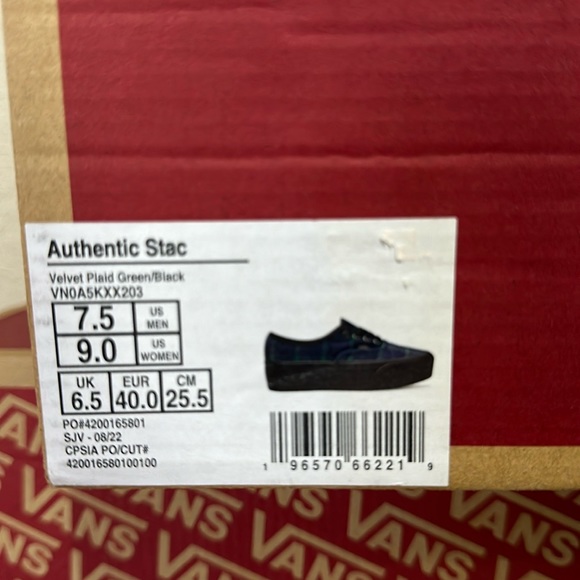 Authentic Stac
Velvet Plaid Green/Black
VN0A5KXX203
7.5 US MEN
9.0 US WOMEN
UK EUR CM
6.5 40.0 25.5
PO#4200165801
SJV - 08/22
CPSIA PO/CUT#
420016580100100
1 96570 66221 9
VANS VANS VANS
VANS VANS VANS